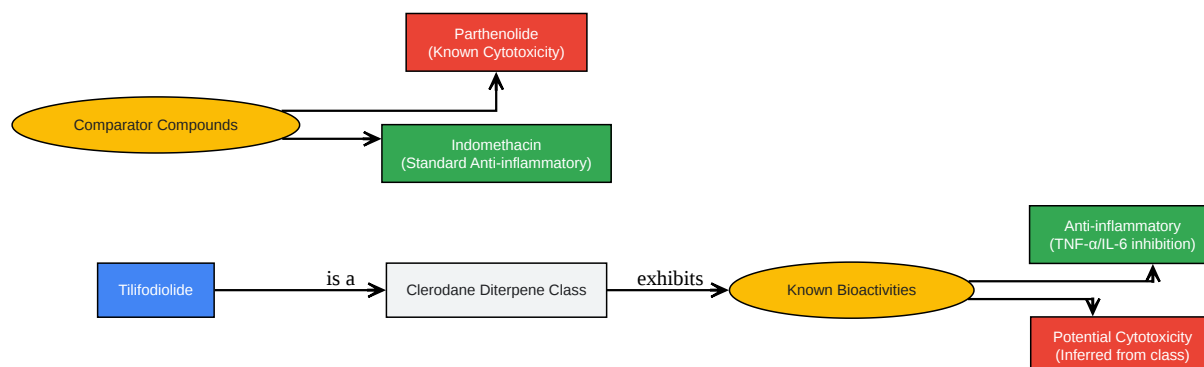 Parthenolide
(Known Cytotoxicity)
Comparator Compounds
Indomethacin
(Standard Anti-inflammatory)
Anti-inflammatory
(TNF-α/IL-6 inhibition)
Tilifodiolide
is a
Clerodane Diterpene Class
exhibits
Known Bioactivities
Potential Cytotoxicity
(Inferred from class)